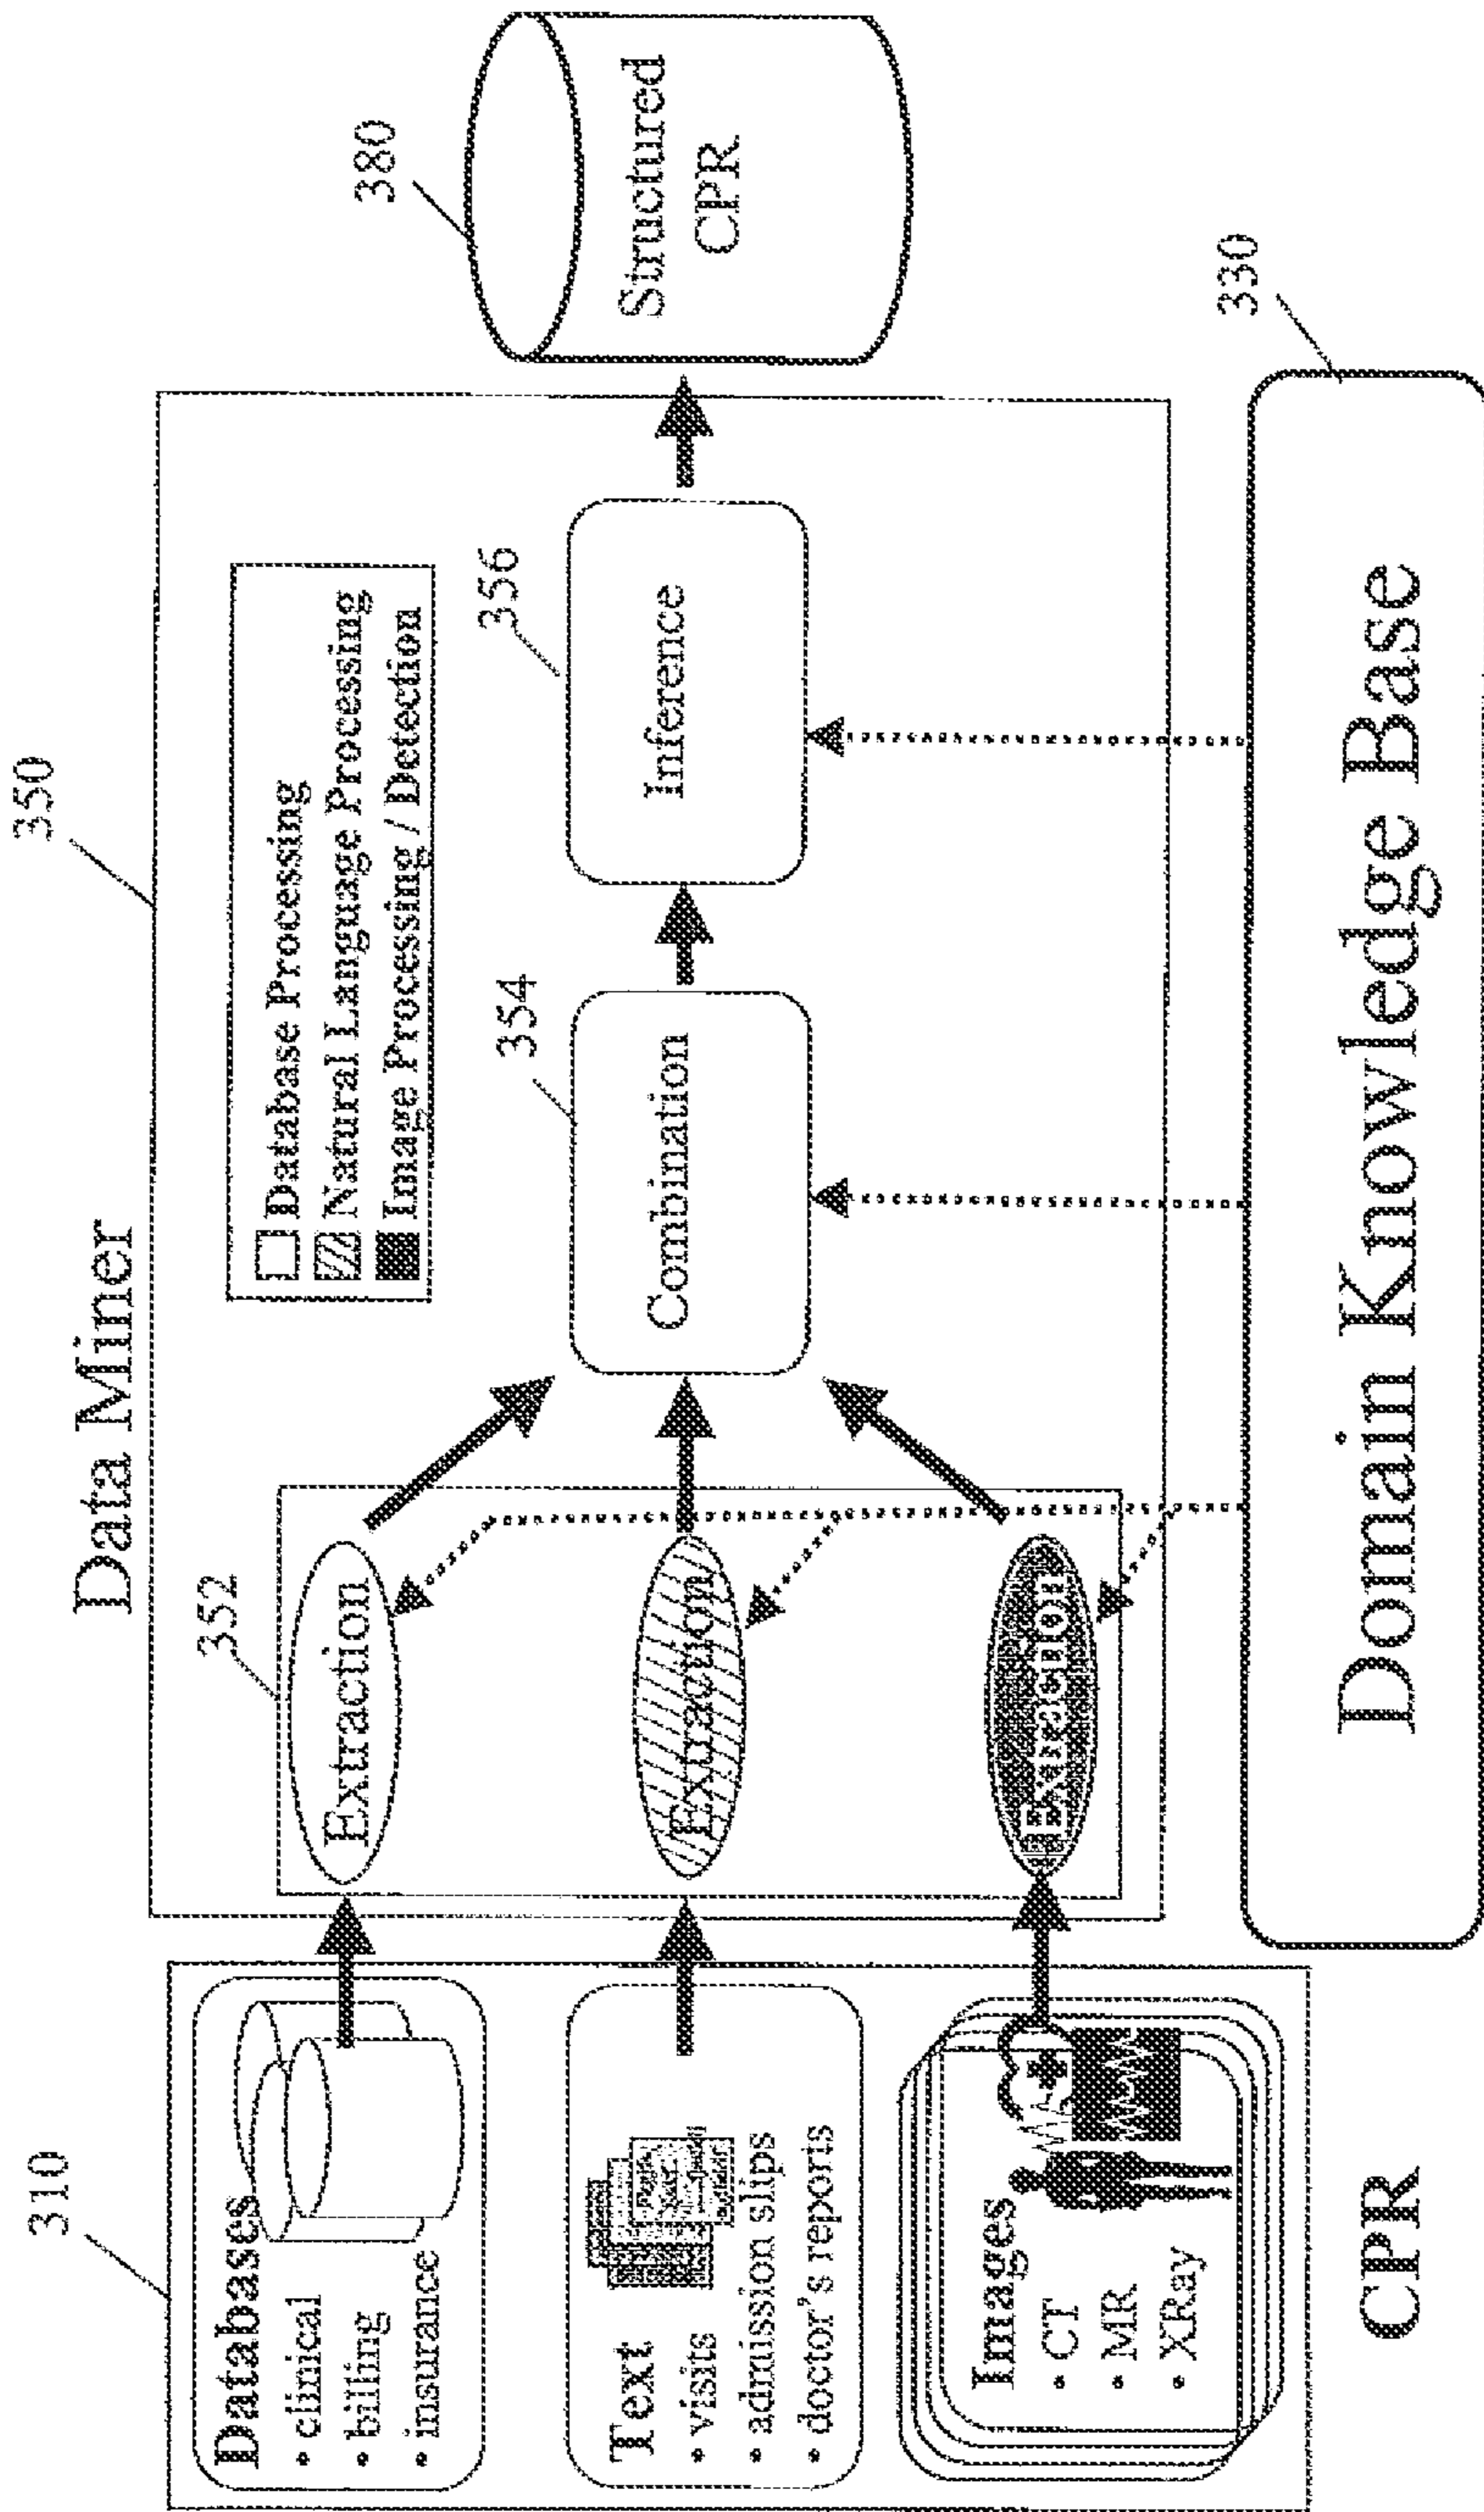 310
Databases
• clinical
• billing
• insurance
Text
• visits
• admission slips
• doctor's reports
Images
• CT
• MR
• XRay
CPR
Data Miner
350
352
Extraction
Extraction
Extraction
Database Processing
Natural Language Processing
Image Processing / Detection
354
Combination
356
Inference
380
Structured
CPR
330
Domain Knowledge Base